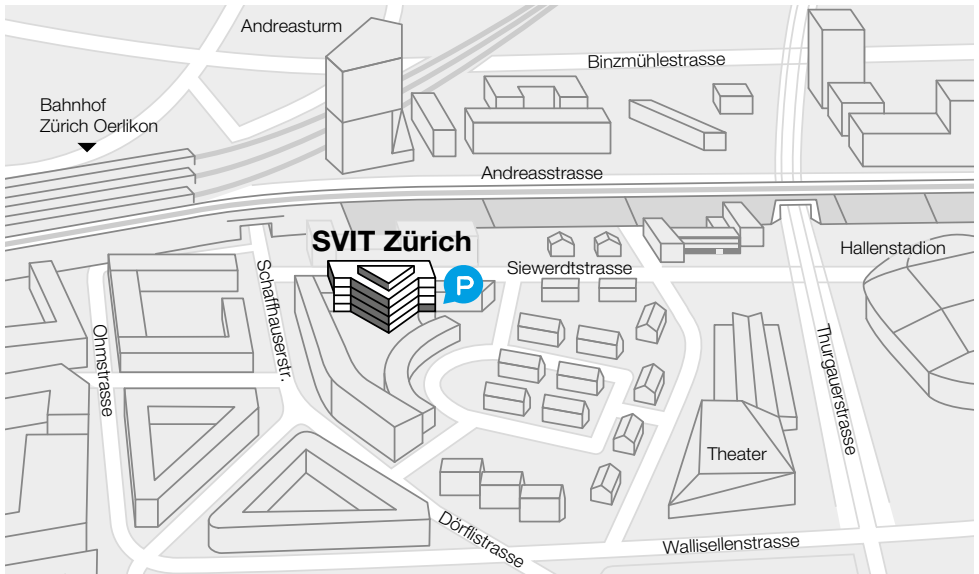 Andreasturm
Binzmühlestrasse
Bahnhof
Zürich Oerlikon
Andreasstrasse
SVIT Zürich
P
Siewerdtstrasse
Hallenstadion
Schaffhauserstr.
Ohmstrasse
Thurgauerstrasse
Theater
Dörflistrasse
Wallisellenstrasse